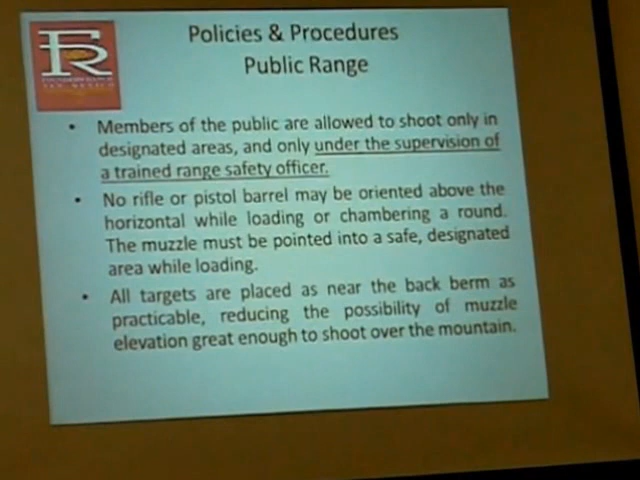 Policies & Procedures
Public Range
• Members of the public are allowed to shoot only in
designated areas, and only under the supervision of
a trained range safety officer.
• No rifle or pistol barrel may be oriented above the
horizontal while loading or chambering a round.
The muzzle must be pointed into a safe, designated
area while loading.
• All targets are placed as near the back berm as
practicable, reducing the possibility of muzzle
elevation great enough to shoot over the mountain.